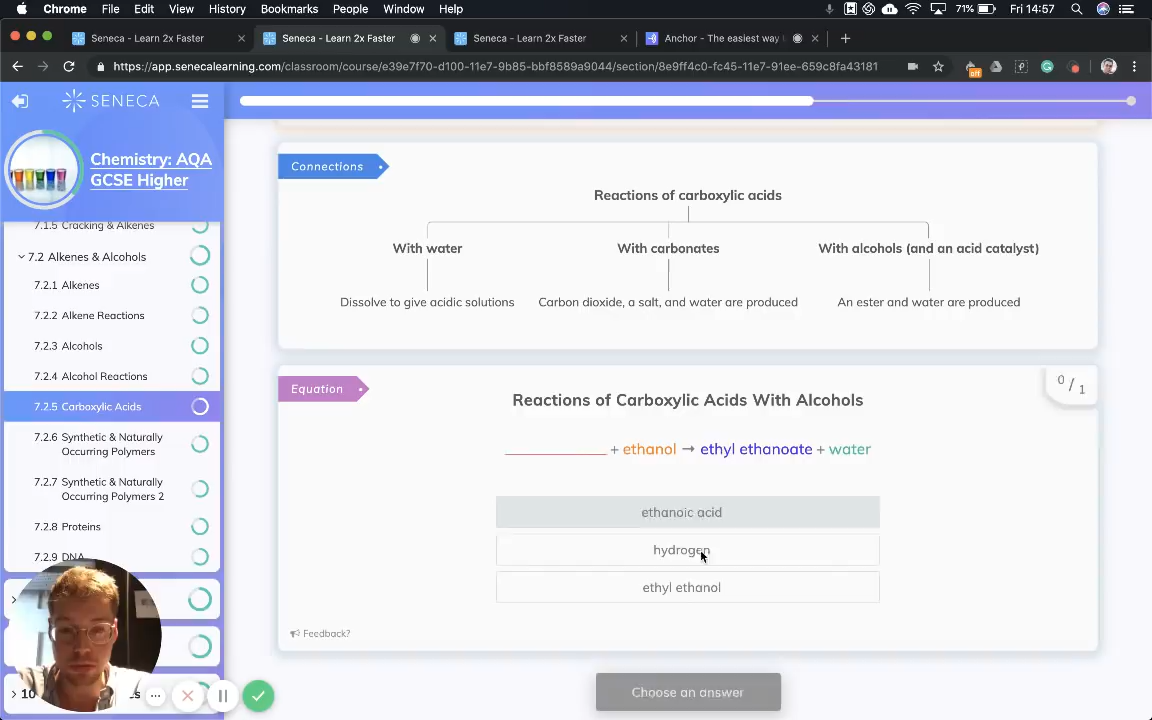 Chrome File Edit View History Bookmarks People Window Help 71% Fri 14:57
Seneca - Learn 2x Faster Seneca - Learn 2x Faster Seneca - Learn 2x Faster Anchor - The easiest way
https://app.senecalearning.com/classroom/course/e39e7f70-d100-11e7-9b85-bbf8589a9044/section/8e9ff4c0-fc45-11e7-91ee-659c8fa43181
off
SENECA
Chemistry: AQA
GCSE Higher
7.1.5 Cracking & Alkenes
7.2 Alkenes & Alcohols
7.2.1 Alkenes
7.2.2 Alkene Reactions
7.2.3 Alcohols
7.2.4 Alcohol Reactions
7.2.5 Carboxylic Acids
7.2.6 Synthetic & Naturally
Occurring Polymers
7.2.7 Synthetic & Naturally
Occurring Polymers 2
7.2.8 Proteins
7.2.9 DNA
10
Connections
Reactions of carboxylic acids
With water With carbonates With alcohols (and an acid catalyst)
Dissolve to give acidic solutions Carbon dioxide, a salt, and water are produced An ester and water are produced
Equation
0 / 1
Reactions of Carboxylic Acids With Alcohols
__________ + ethanol → ethyl ethanoate + water
ethanoic acid
hydrogen
ethyl ethanol
Feedback?
Choose an answer